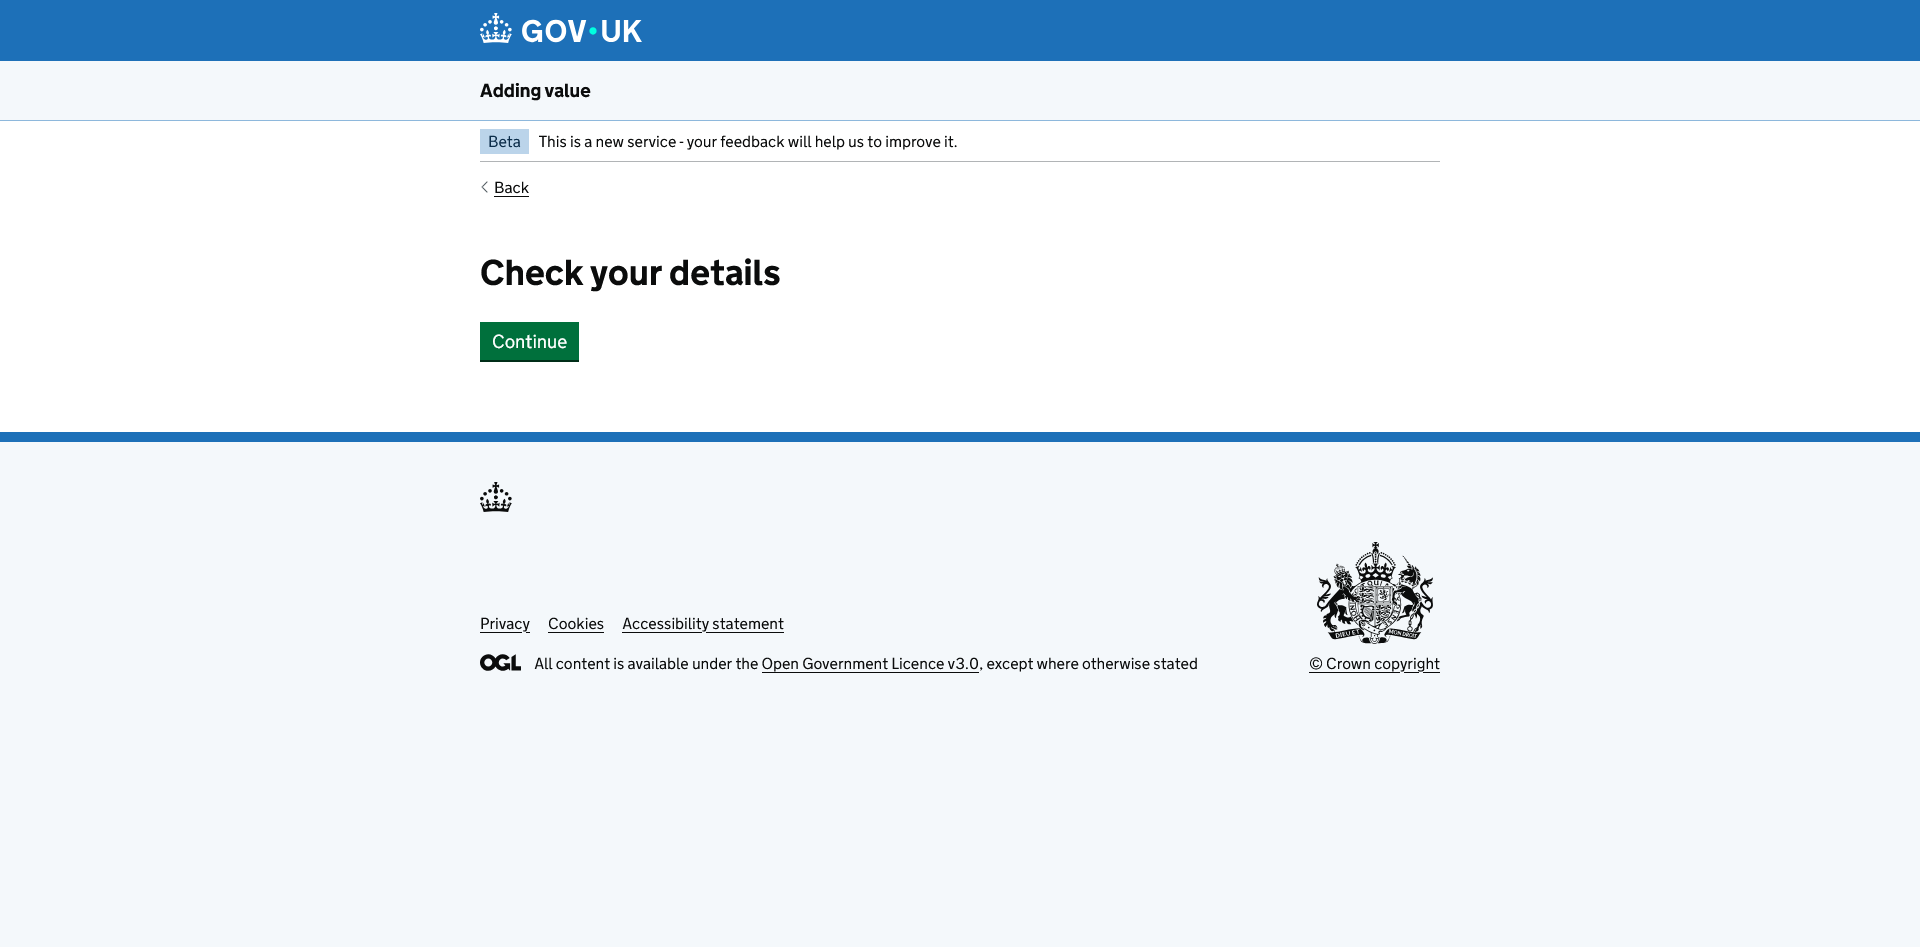 GOV·UK
Adding value
Beta This is a new service - your feedback will help us to improve it.
Back
Check your details
Continue
QUI
DIEU ET MON DROIT
Privacy Cookies Accessibility statement
OGL All content is available under the Open Government Licence v3.0, except where otherwise stated
© Crown copyright